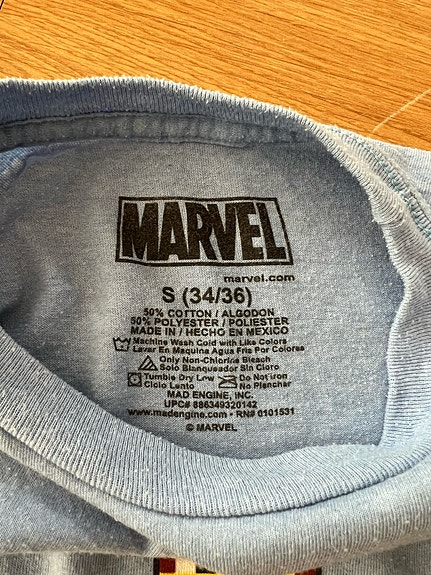 MARVEL
marvel.com
S (34/36)
50% COTTON / ALGODON
50% POLYESTER / POLIESTER
MADE IN / HECHO EN MEXICO
Machine Wash Cold with Like Colors
Lavar En Maquina Agua Fris Por Colores
Only Non-Chlorine Bleach
Solo Blanqueador Sin Cloro
Tumble Dry Low Do Not Iron
Ciclo Lento No Planchar
MAD ENGINE, INC.
UPC# 886349320142
www.madengine.com • RN# 0101531
© MARVEL